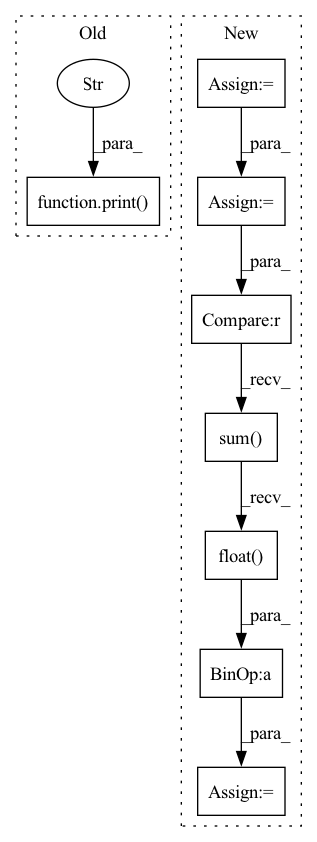 Old
Str
_para_
function.print()
New
Assign:=
_para_
Assign:=
_para_
Compare:r
_recv_
sum()
_recv_
float()
_para_
BinOp:a
_para_
Assign:=